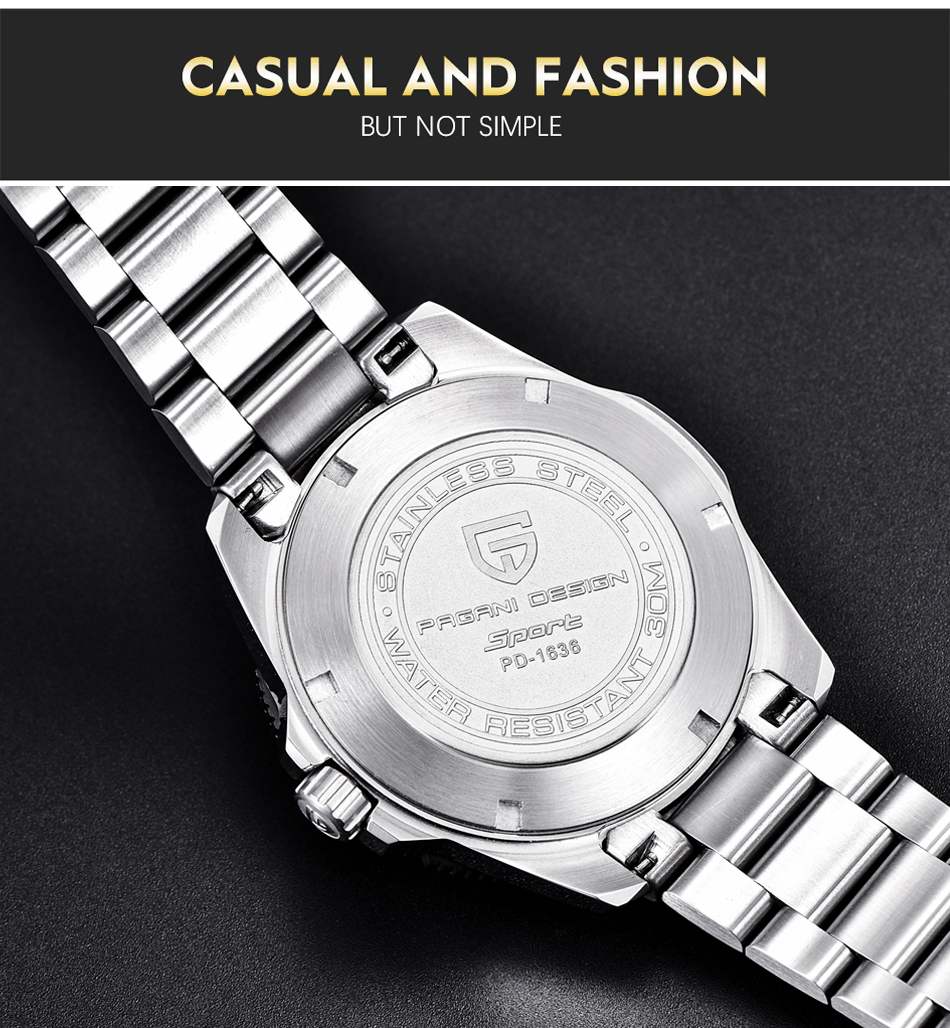 CASUAL AND FASHION
BUT NOT SIMPLE
· STAINLESS STEEL ·
PAGANI DESIGN
Sport
PD-1636
WATER RESISTANT 30M